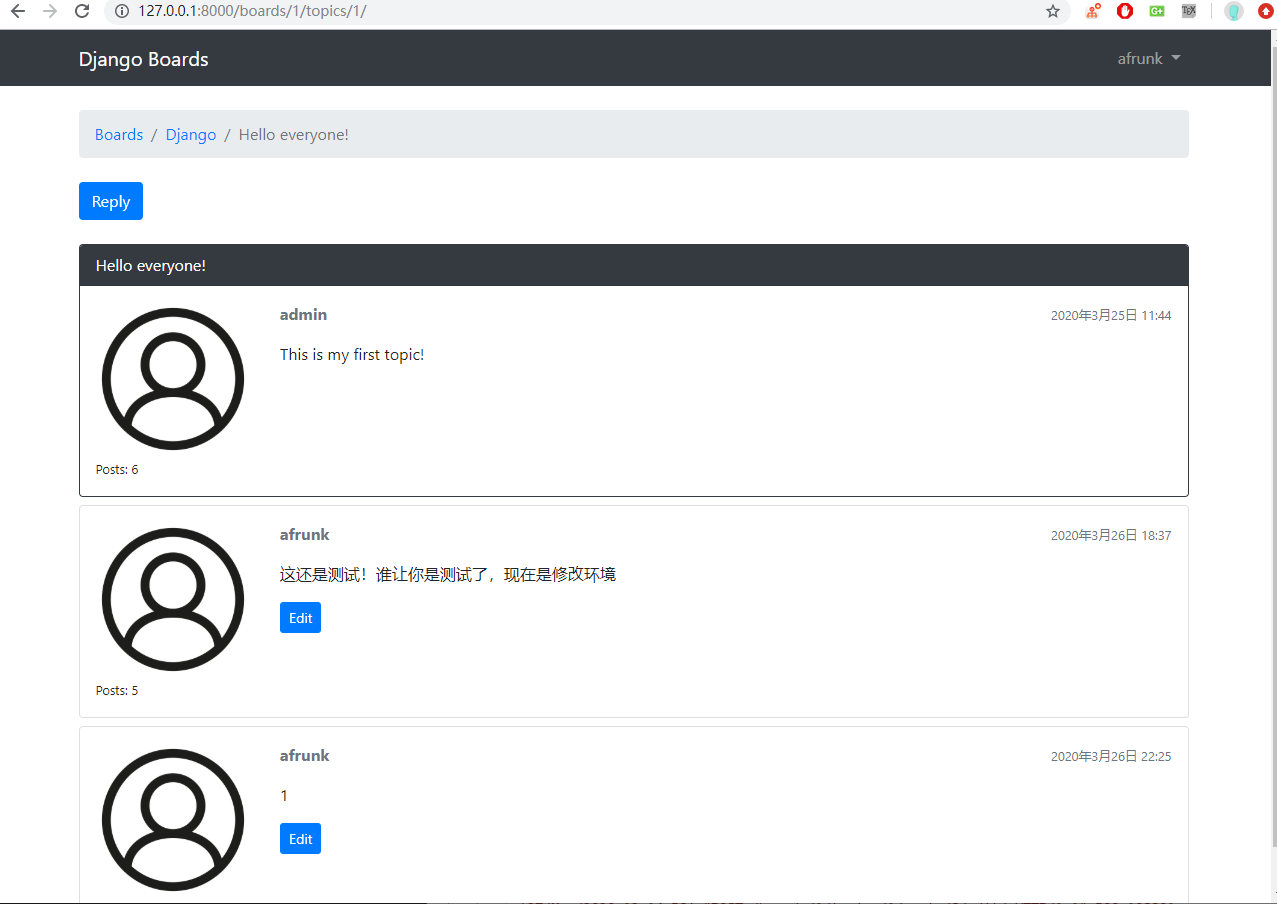 127.0.0.1:8000/boards/1/topics/1/
Django Boards
afrunk
Boards / Django / Hello everyone!
Reply
Hello everyone!
admin
2020年3月25日 11:44
This is my first topic!
Posts: 6
afrunk
2020年3月26日 18:37
这还是测试！谁让你是测试了，现在是修改环境
Edit
Posts: 5
afrunk
2020年3月26日 22:25
1
Edit